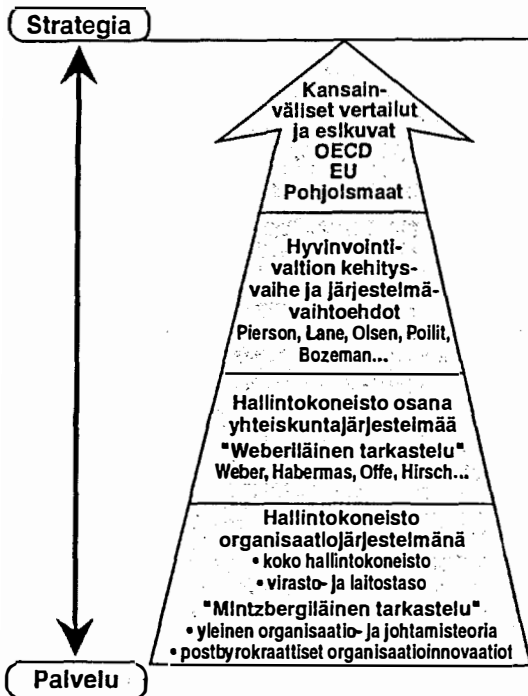 Strategia
Kansain-
väliset vertailut
ja esikuvat
OECD
EU
Pohjoismaat
Hyvinvointi-
valtion kehitys-
vaihe ja järjestelmä-
vaihtoehdot
Pierson, Lane, Olsen, Poilit,
Bozeman...
Hallintokoneisto osana
yhteiskuntajärjestelmää
"Weberiläinen tarkastelu"
Weber, Habermas, Offe, Hirsch...
Hallintokoneisto
organisaatiojärjestelmänä
• koko hallintokoneisto
• virasto- ja laitostaso
"Mintzbergiläinen tarkastelu"
• yleinen organisaatio- ja johtamisteoria
• postbyrokraattiset organisaatioinnovaatiot
Palvelu